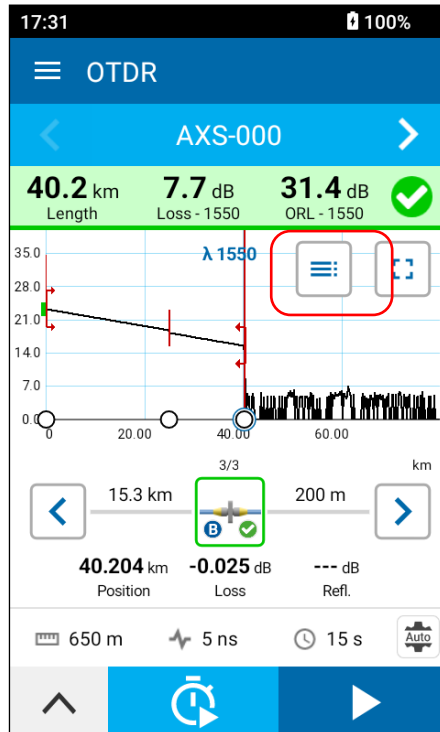 17:31 100%
OTDR
AXS-000
40.2 km 7.7 dB 31.4 dB
Length Loss - 1550 ORL - 1550
λ 1550
35.0
28.0
21.0
14.0
7.0
0.0
0 20.00 40.00 60.00
3/3 km
15.3 km 200 m
B
40.204 km -0.025 dB --- dB
Position Loss Refl.
650 m 5 ns 15 s Auto